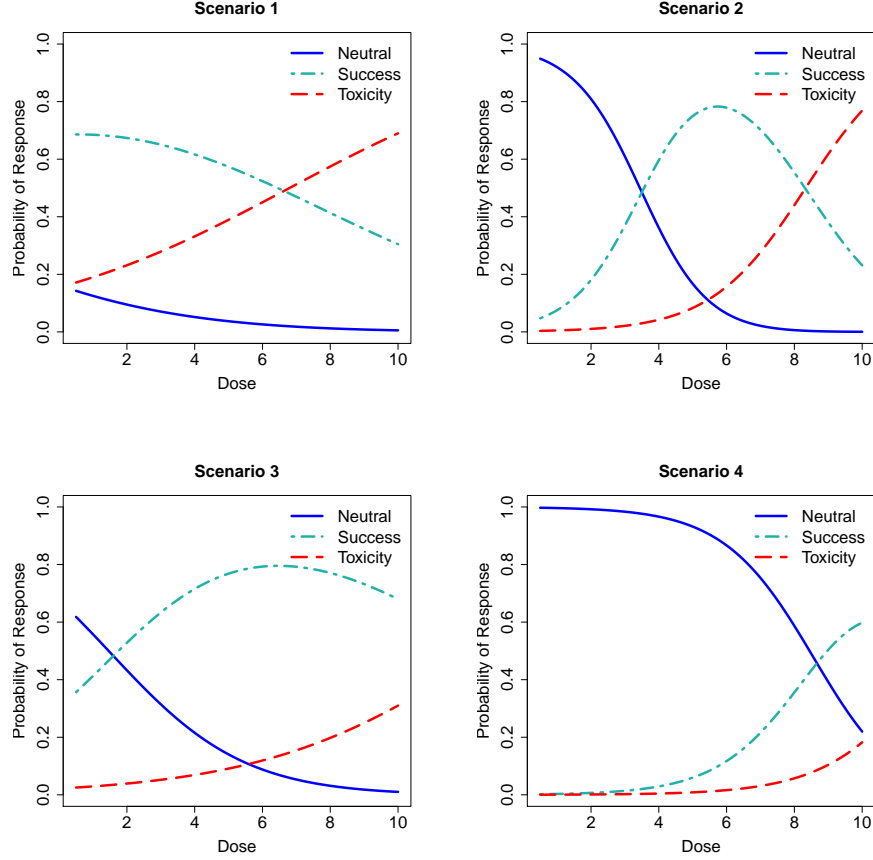 Scenario 1
Probability of Response
0.0 0.2 0.4 0.6 0.8 1.0
Neutral
Success
Toxicity
2 4 6 8 10
Dose
Scenario 2
Probability of Response
0.0 0.2 0.4 0.6 0.8 1.0
Neutral
Success
Toxicity
2 4 6 8 10
Dose
Scenario 3
Probability of Response
0.0 0.2 0.4 0.6 0.8 1.0
Neutral
Success
Toxicity
2 4 6 8 10
Dose
Scenario 4
Probability of Response
0.0 0.2 0.4 0.6 0.8 1.0
Neutral
Success
Toxicity
2 4 6 8 10
Dose